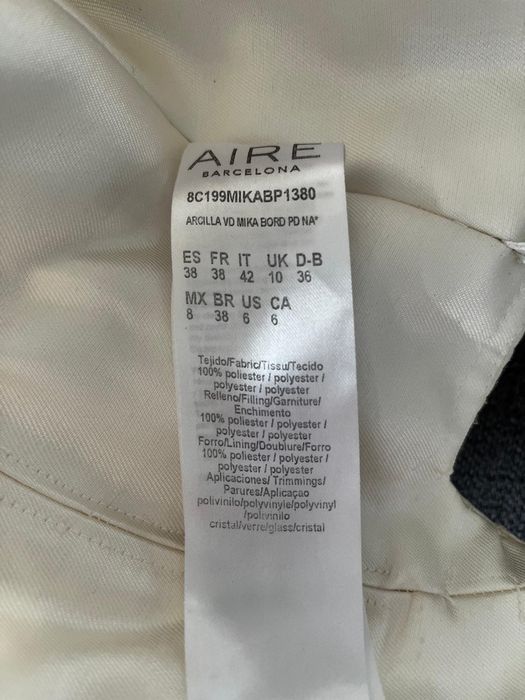 AIRE
BARCELONA
8C199MIKABP1380
ARCILLA VD MIKA BORD PD NA*
ES FR IT UK D-B
38 38 42 10 36
MX BR US CA
8 38 6 6
Tejido/Fabric/Tissu/Tecido
100% poliester / polyester /
polyester / polyester
Relleno/Filling/Garniture/
Enchimento
100% poliester / polyester /
polyester / polyester
Forro/Lining/Doublure/Forro
100% poliester / polyester /
polyester / polyester
Aplicaciones/ Trimmings/
Parures/Aplicaçao
polivinilo/polyvinyle/polyvinyl
/polivinilo
cristal/verre/glass/cristal